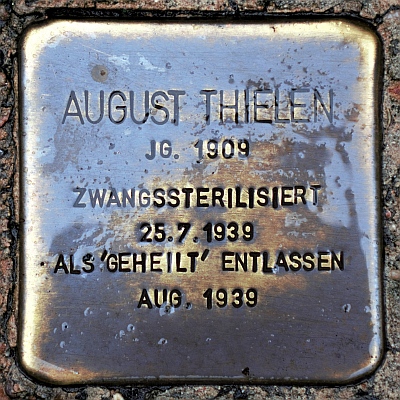 AUGUST THIELEN
JG. 1909
ZWANGSSTERILISIERT
25.7.1939
ALS 'GEHEILT' ENTLASSEN
AUG. 1939